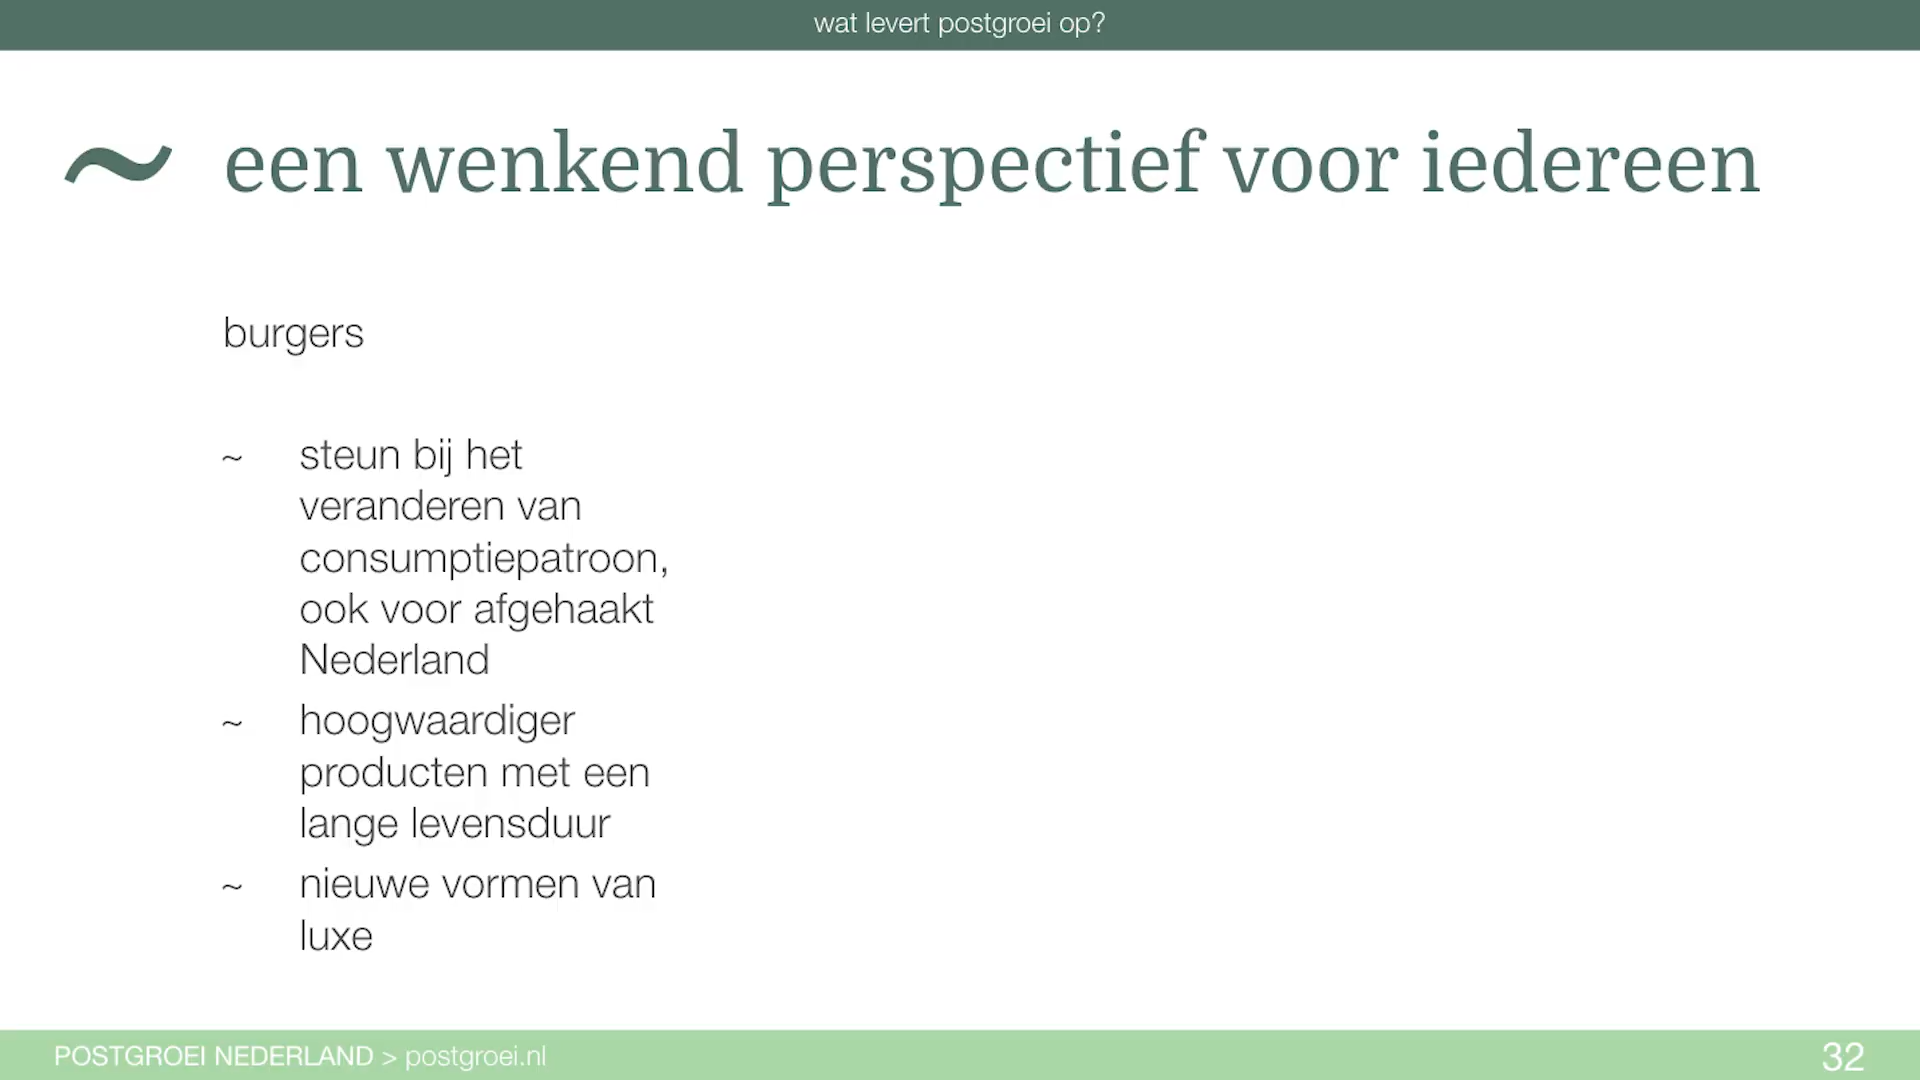 wat levert postgroei op?
~ een wenkend perspectief voor iedereen
burgers
~ steun bij het
veranderen van
consumptiepatroon,
ook voor afgehaakt
Nederland
~ hoogwaardiger
producten met een
lange levensduur
~ nieuwe vormen van
luxe
POSTGROEI NEDERLAND > postgroei.nl
32